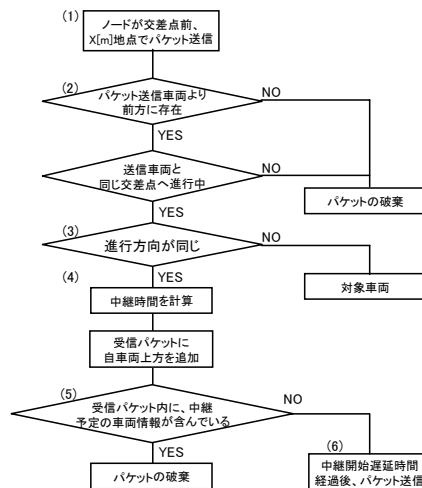 (1)
ノードが交差点前、
X[m]地点でパケット送信
(2)
パケット送信車両より
前方に存在
NO
YES
送信車両と
同じ交差点へ進行中
NO
パケットの破棄
YES
(3)
進行方向が同じ
NO
対象車両
YES
(4)
中継時間を計算
受信パケットに
自車両上方を追加
(5)
受信パケット内に、中継
予定の車両情報が含んでいる
NO
YES
(6)
パケットの破棄
中継開始遅延時間
経過後、パケット送信